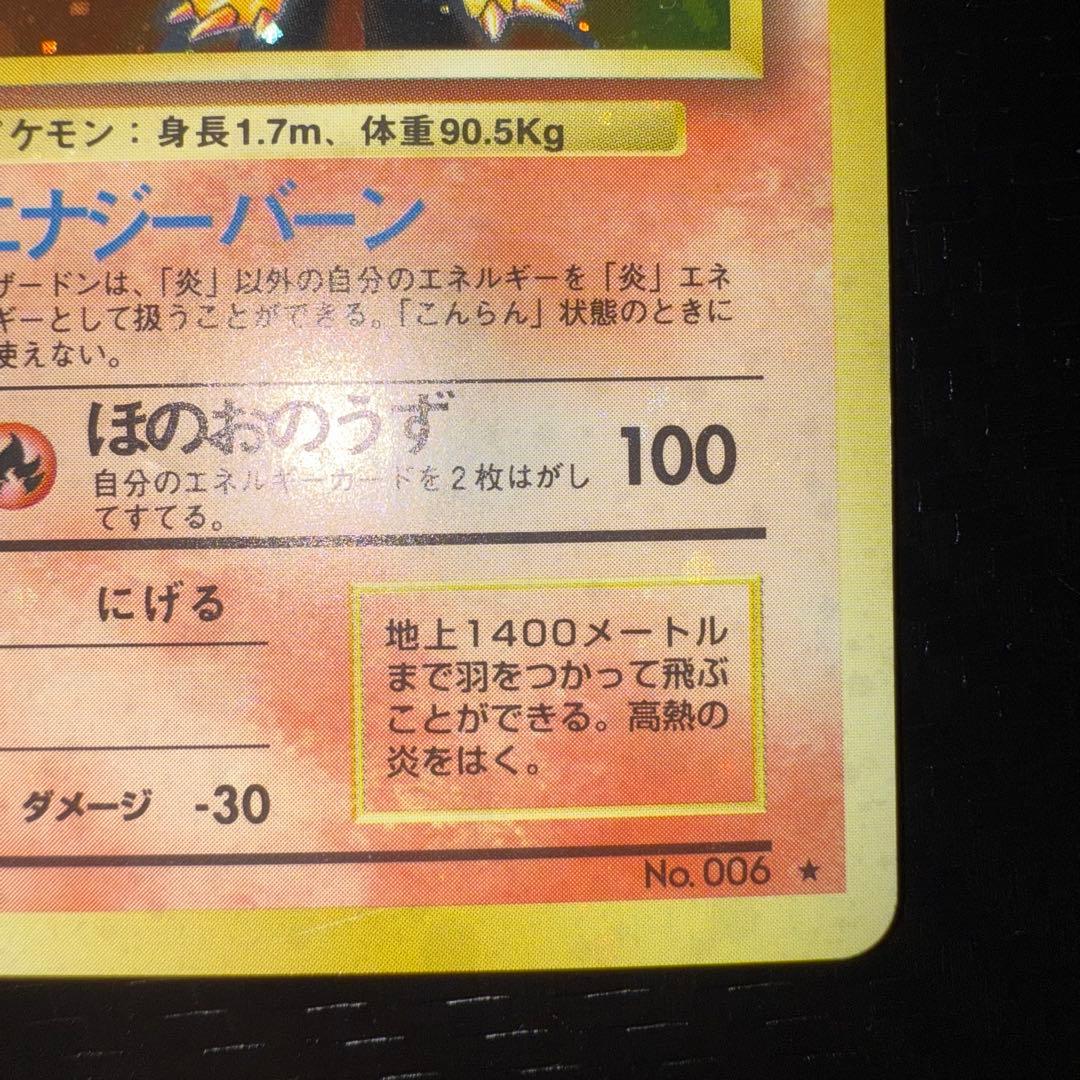 ケモン：身長1.7m、体重90.5Kg
エナジーバーン
ザードンは、「炎」以外の自分のエネルギーを「炎」エネ
ギーとして扱うことができる。「こんらん」状態のときに
使えない。
ほのおのうず 100
自分のエネルギーカードを2枚はがし
てすてる。
にげる
地上1400メートル
まで羽をつかって飛ぶ
ことができる。高熱の
炎をはく。
ダメージ -30
No. 006 ★